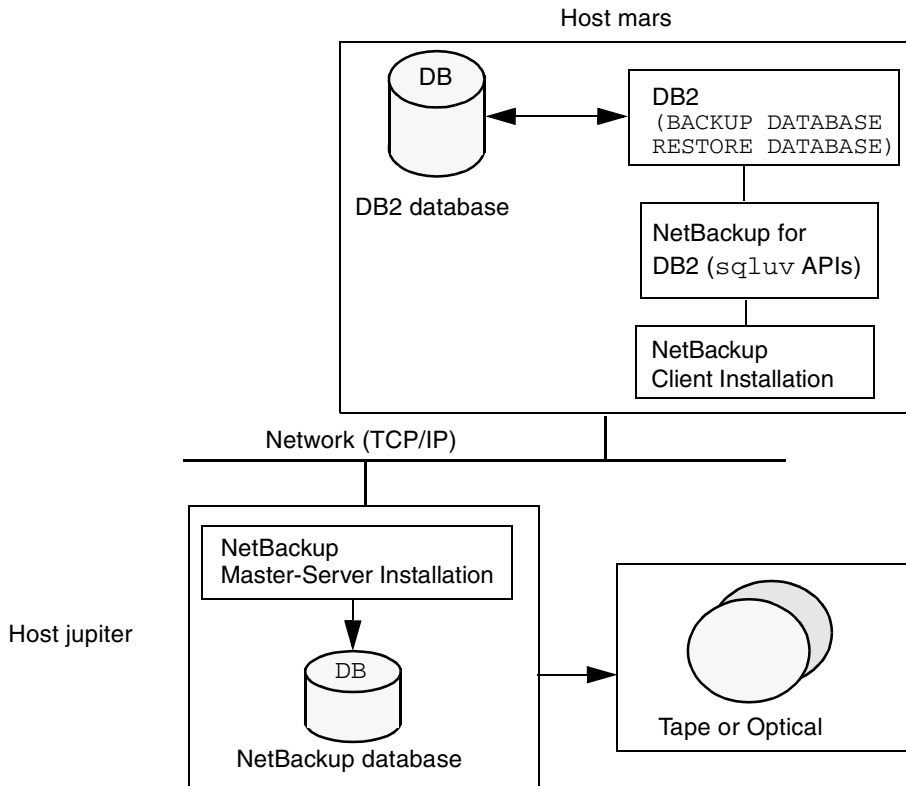 Host mars
DB
DB2 database
DB2
(BACKUP DATABASE
RESTORE DATABASE)
NetBackup for
DB2 (sqluv APIs)
NetBackup
Client Installation
Network (TCP/IP)
NetBackup
Master-Server Installation
Host jupiter
DB
NetBackup database
Tape or Optical